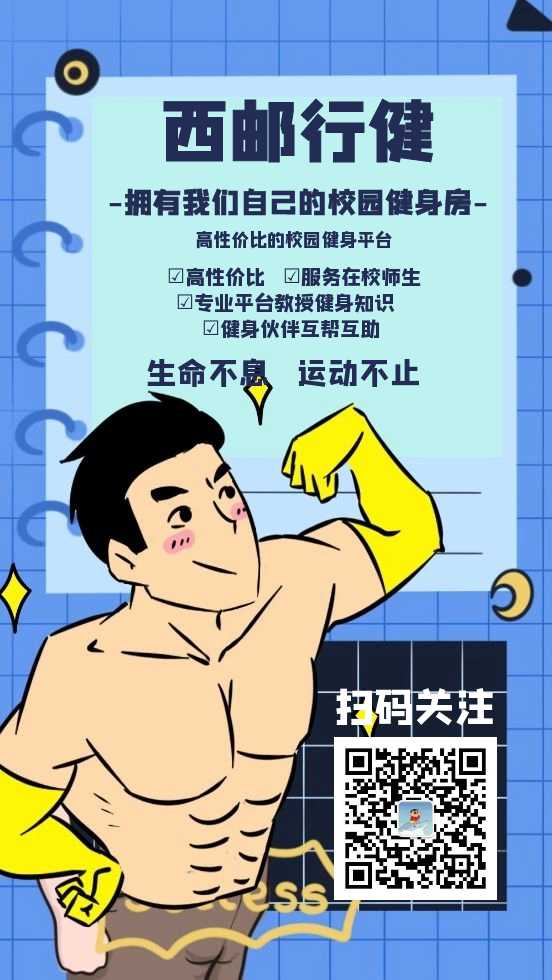 西邮行健
-拥有我们自己的校园健身房-
高性价比的校园健身平台
☑高性价比 ☑服务在校师生
☑专业平台教授健身知识
☑健身伙伴互帮互助
生命不息 运动不止
扫码关注